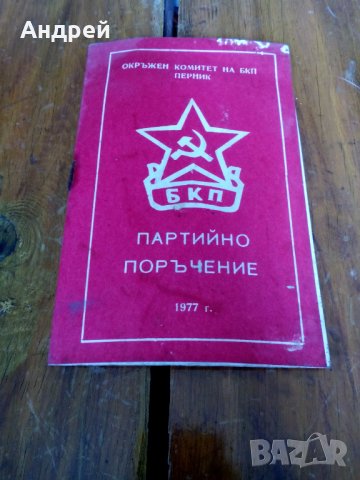 Андрей
ОКРЪЖЕН КОМИТЕТ НА БКП
ПЕРНИК
БКП
ПАРТИЙНО
ПОРЪЧЕНИЕ
1977 г.
BAZAR